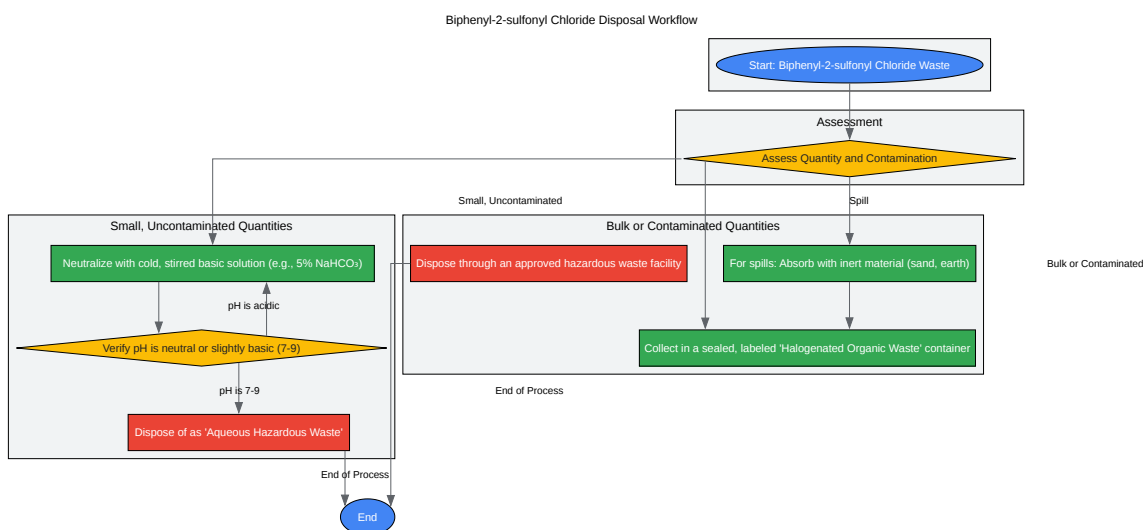 Biphenyl-2-sulfonyl Chloride Disposal Workflow
Start: Biphenyl-2-sulfonyl Chloride Waste
Assessment
Assess Quantity and Contamination
Small, Uncontaminated
Spill
Small, Uncontaminated Quantities
Bulk or Contaminated Quantities
Neutralize with cold, stirred basic solution (e.g., 5% NaHCO₃)
Dispose through an approved hazardous waste facility
For spills: Absorb with inert material (sand, earth)
Bulk or Contaminated
pH is acidic
Verify pH is neutral or slightly basic (7-9)
Collect in a sealed, labeled 'Halogenated Organic Waste' container
pH is 7-9
End of Process
Dispose of as 'Aqueous Hazardous Waste'
End of Process
End